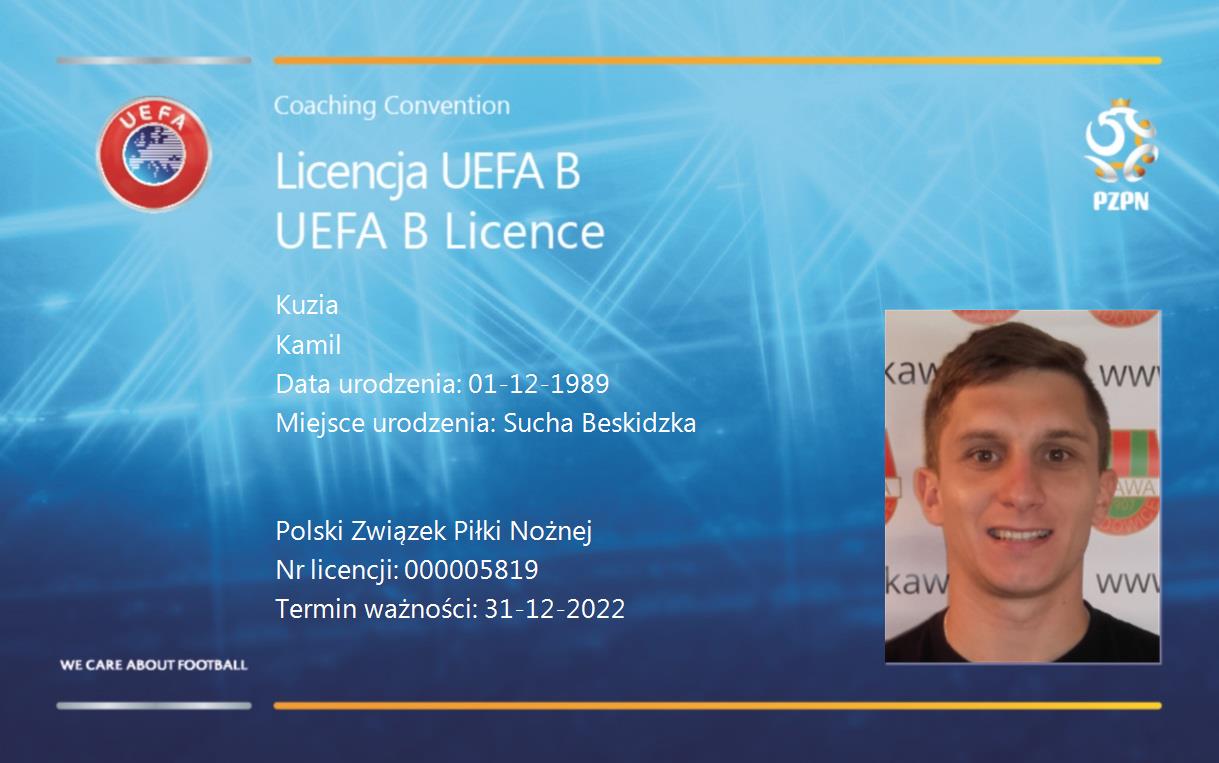 UEFA
Coaching Convention
Licencja UEFA B
UEFA B Licence
PZPN
Kuzia
Kamil
Data urodzenia: 01-12-1989
Miejsce urodzenia: Sucha Beskidzka
Polski Związek Piłki Nożnej
Nr licencji: 000005819
Termin ważności: 31-12-2022
WE CARE ABOUT FOOTBALL
kaw
www
AWA
kaw
www